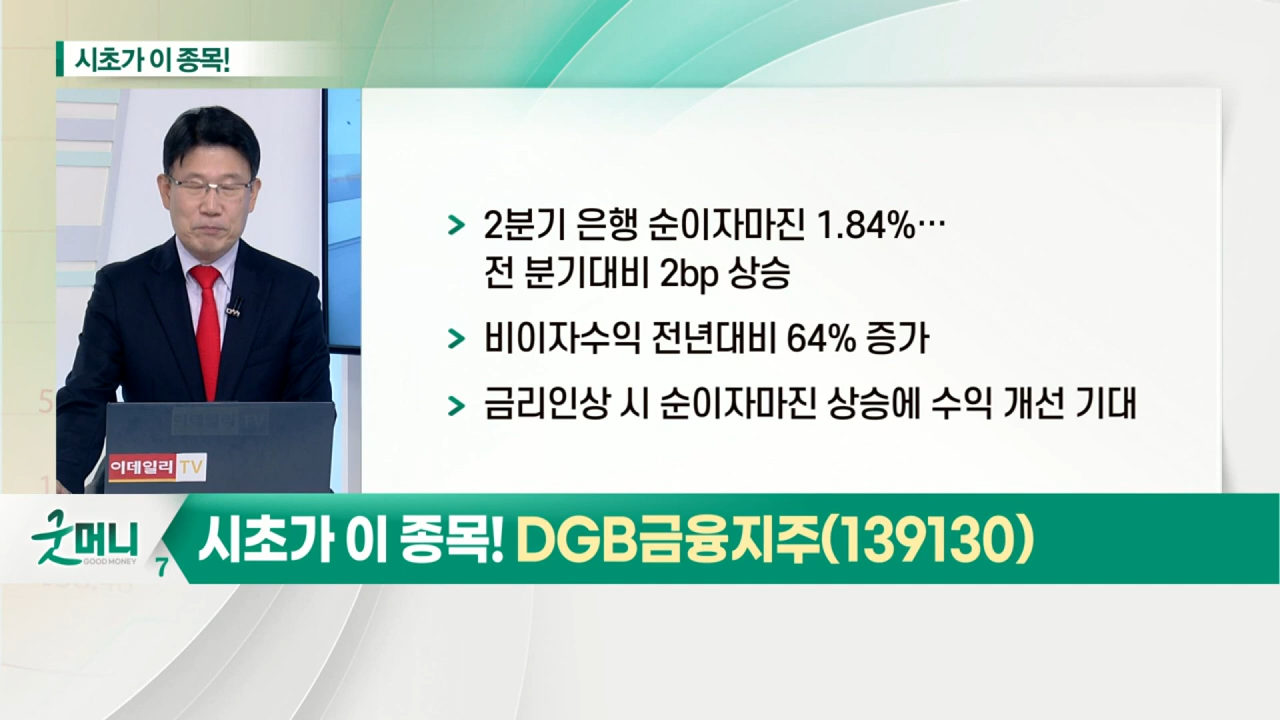 시초가 이 종목!
> 2분기 은행 순이자마진 1.84%…
전 분기대비 2bp 상승
> 비이자수익 전년대비 64% 증가
> 금리인상 시 순이자마진 상승에 수익 개선 기대
이데일리 TV
굿머니
GOOD MONEY
7
시초가 이 종목! DGB금융지주(139130)